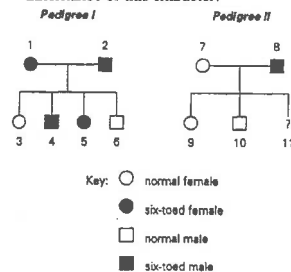 Pedigree I
Pedigree II
1 2
7 8
3 4 5 6
?
9 10 11
Key: normal female
six-toed female
normal male
six-toed male